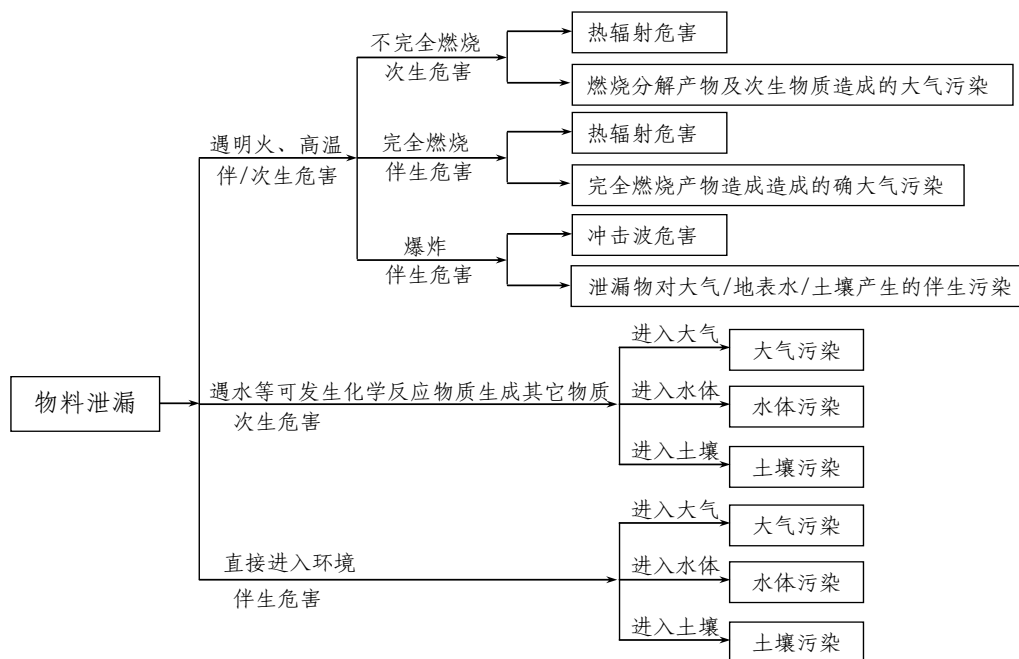 不完全燃烧
次生危害
热辐射危害
燃烧分解产物及次生物质造成的大气污染
遇明火、高温
伴/次生危害
完全燃烧
伴生危害
热辐射危害
完全燃烧产物造成造成的确大气污染
爆炸
伴生危害
冲击波危害
泄漏物对大气/地表水/土壤产生的伴生污染
物料泄漏
遇水等可发生化学反应物质生成其它物质
次生危害
进入大气
大气污染
进入水体
水体污染
进入土壤
土壤污染
直接进入环境
伴生危害
进入大气
大气污染
进入水体
水体污染
进入土壤
土壤污染